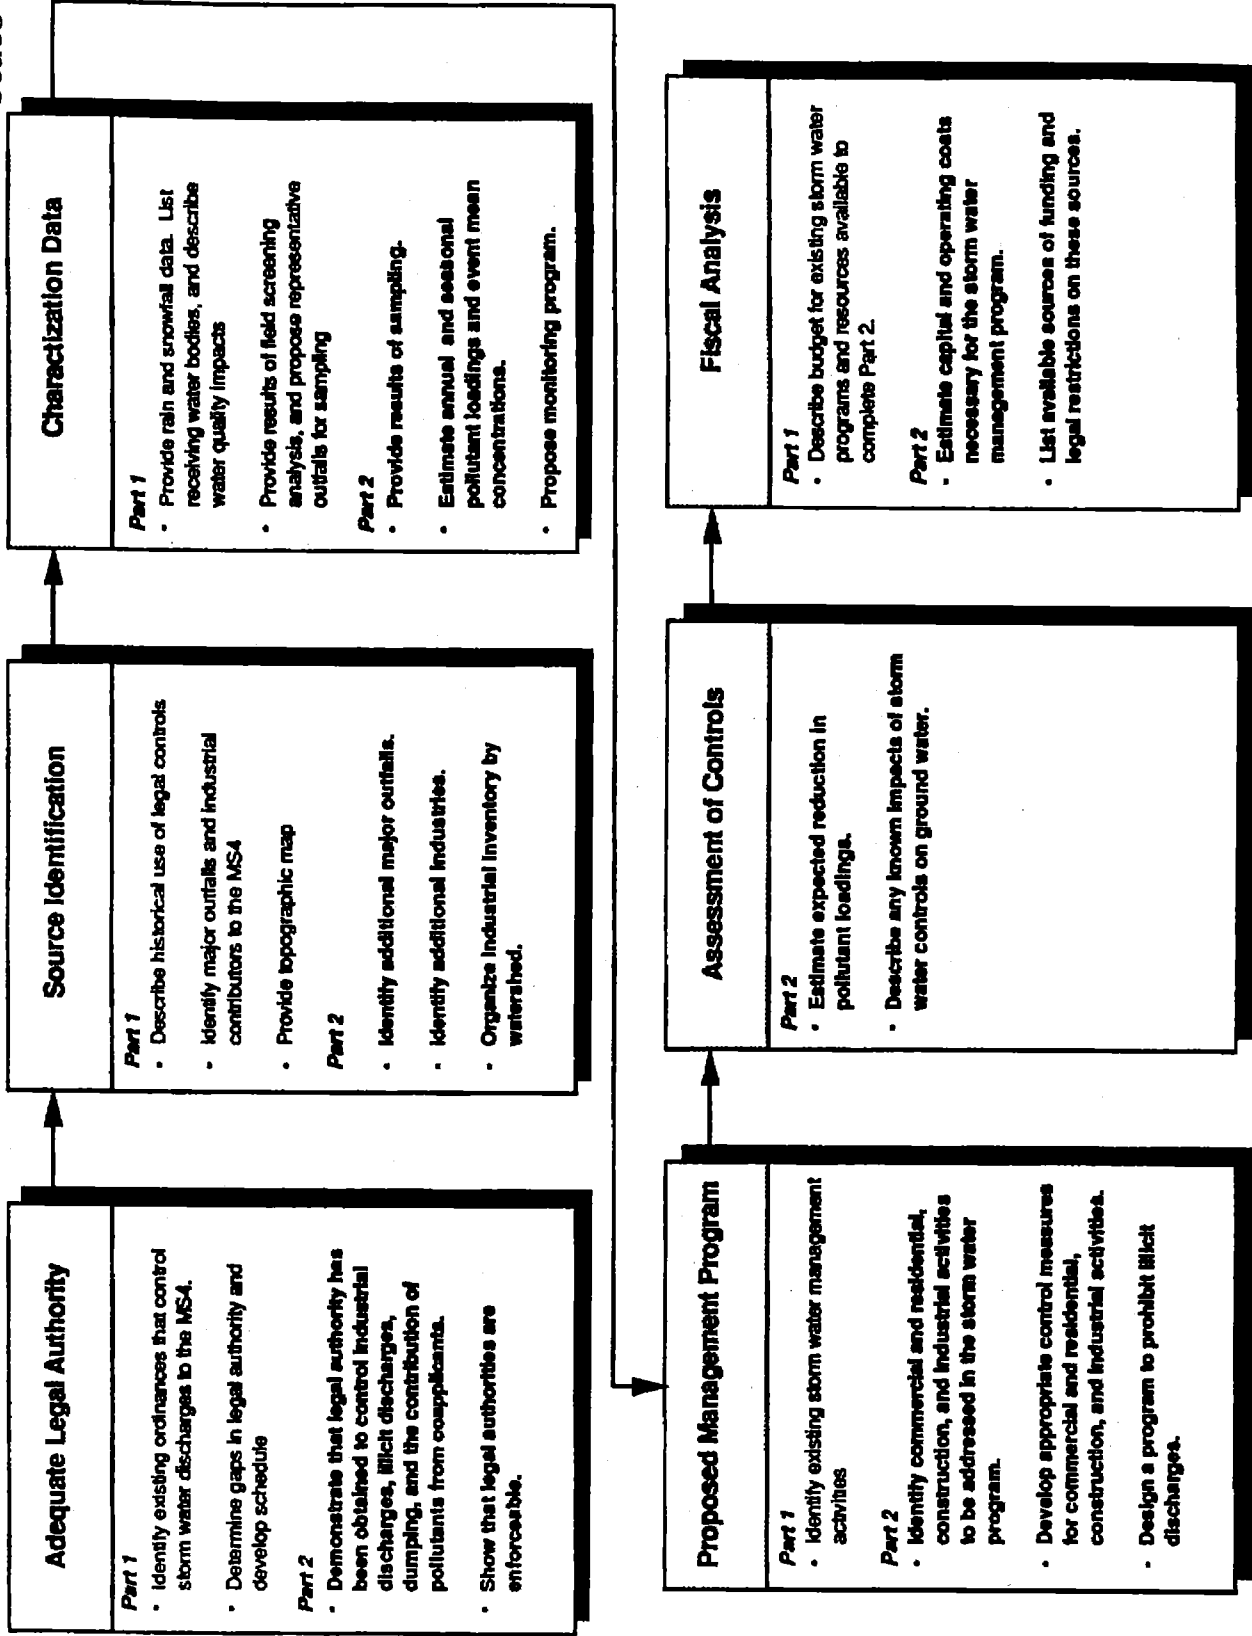 Adequate Legal Authority
Part 1
• Identify existing ordinances that control
storm water discharges to the MS4.
• Determine gaps in legal authority and
develop schedule
Part 2
• Demonstrate that legal authority has
been obtained to control industrial
discharges, illicit discharges,
dumping, and the contribution of
pollutants from coapplicants.
• Show that legal authorities are
enforceable.
Source Identification
Part 1
• Describe historical use of legal controls
• Identify major outfalls and industrial
contributors to the MS4
• Provide topographic map
Part 2
• Identify additional major outfalls.
• Identify additional industries.
• Organize industrial inventory by
watershed.
Charactization Data
Part 1
• Provide rain and snowfall data. List
receiving water bodies, and describe
water quality impacts
• Provide results of field screening
analysis, and propose representative
outfalls for sampling
Part 2
• Provide results of sampling.
• Estimate annual and seasonal
pollutant loadings and event mean
concentrations.
• Propose monitoring program.
Proposed Management Program
Part 1
• Identify existing storm water management
activities
Part 2
• Identify commercial and residential,
construction, and industrial activities
to be addressed in the storm water
program.
• Develop appropriate control measures
for commercial and residential,
construction, and industrial activities.
• Design a program to prohibit illicit
discharges.
Assessment of Controls
Part 2
• Estimate expected reduction in
pollutant loadings.
• Describe any known impacts of storm
water controls on ground water.
Fiscal Analysis
Part 1
• Describe budget for existing storm water
programs and resources available to
complete Part 2.
Part 2
• Estimate capital and operating costs
necessary for the storm water
management program.
• List available sources of funding and
legal restrictions on these sources.